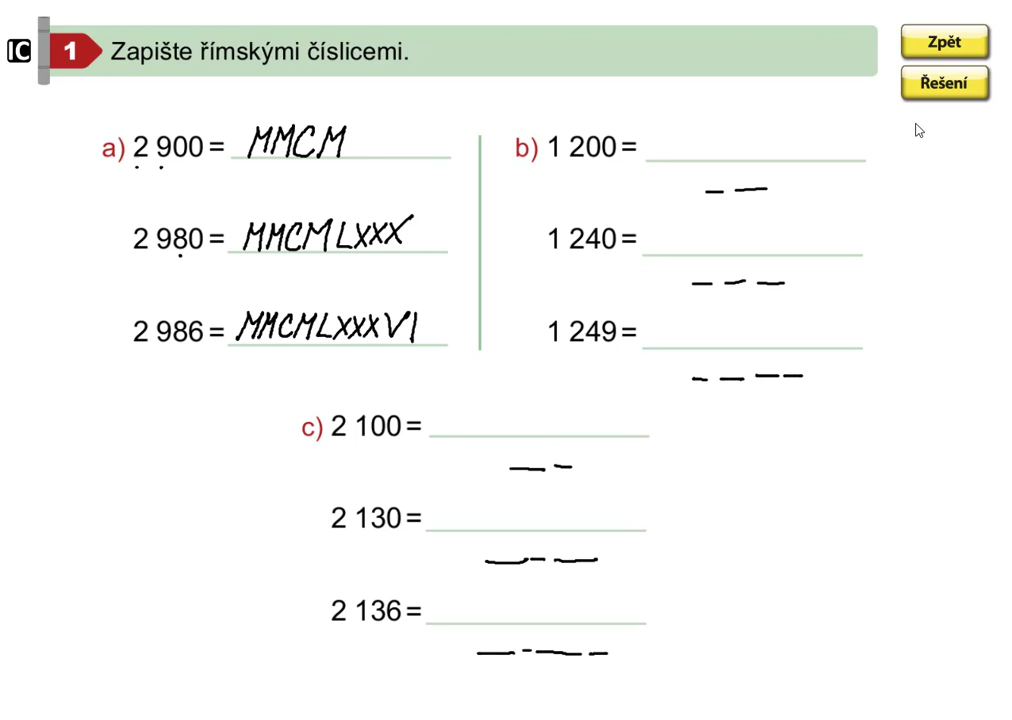 IC 1 Zapište římskými číslicemi.
Zpět
Řešení
a) 2 900 = MMCM
2 980 = MMCMLXXX
2 986 = MMCMLXXXVI
b) 1 200 =
1 240 =
1 249 =
c) 2 100 =
2 130 =
2 136 =